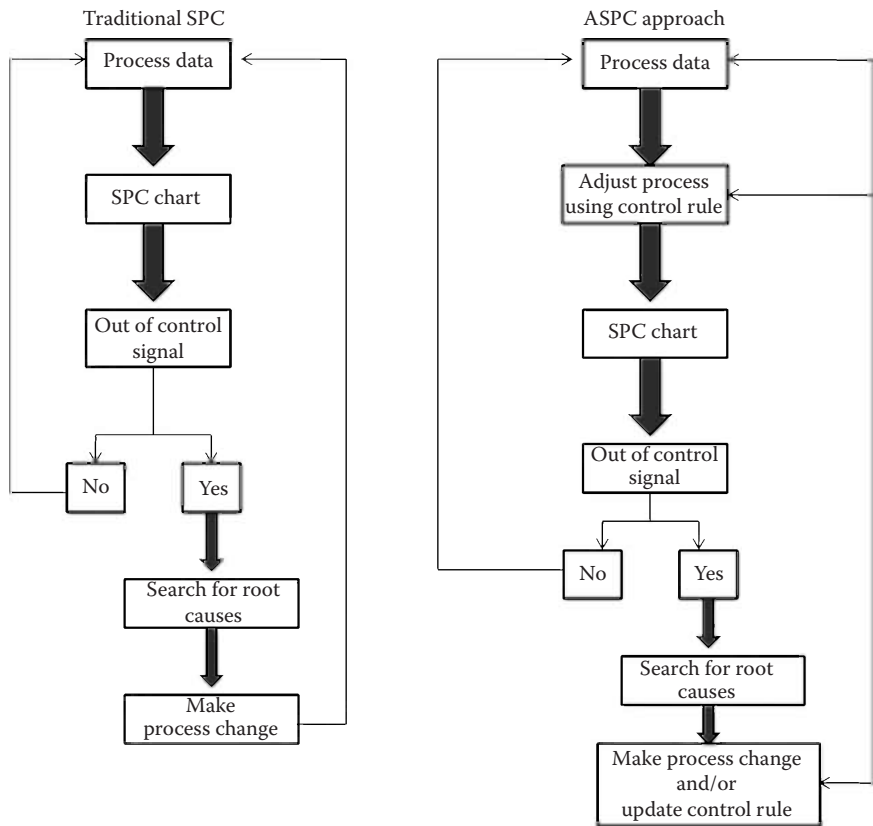 Traditional SPC
Process data
SPC chart
Out of control
signal
No
Yes
Search for root
causes
Make
process change
ASPC approach
Process data
Adjust process
using control rule
SPC chart
Out of control
signal
No
Yes
Search for root
causes
Make process change
and/or
update control rule